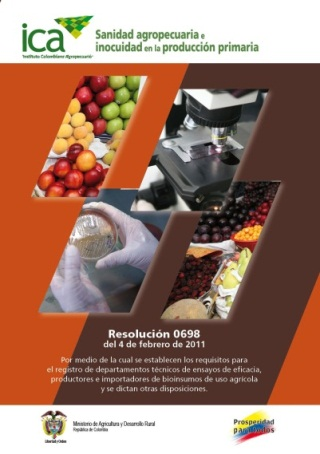 ica
Instituto Colombiano Agropecuario
Sanidad agropecuaria e
inocuidad en la producción primaria
Resolución 0698
del 4 de febrero de 2011
Por medio de la cual se establecen los requisitos para
el registro de departamentos técnicos de ensayos de eficacia,
productores e importadores de bioinsumos de uso agrícola
y se dictan otras disposiciones.
Libertad y Orden
Ministerio de Agricultura y Desarrollo Rural
República de Colombia
Prosperidad
para todos